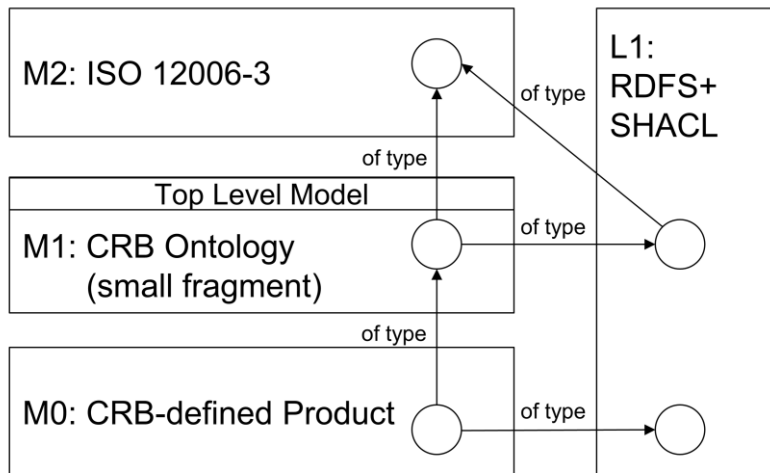 M2: ISO 12006-3
L1:
RDFS+
SHACL
of type
of type
Top Level Model
M1: CRB Ontology
(small fragment)
of type
of type
M0: CRB-defined Product
of type